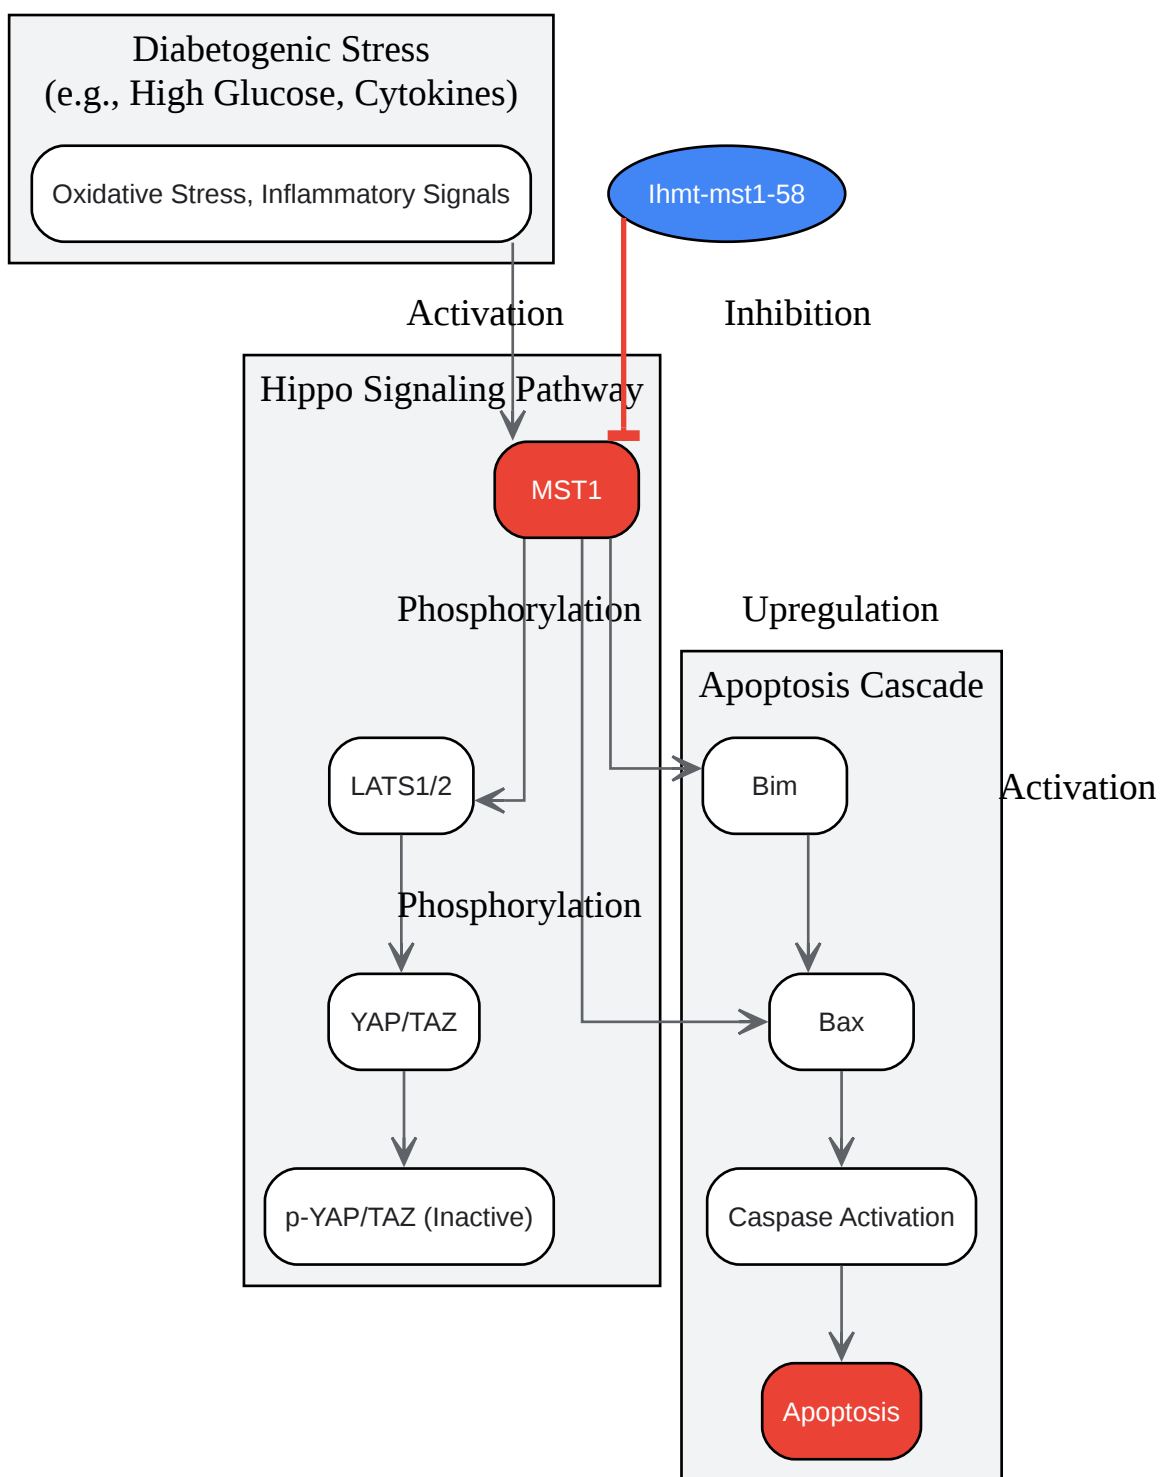 Diabetogenic Stress
(e.g., High Glucose, Cytokines)
Oxidative Stress, Inflammatory Signals
Ihmt-mst1-58
Activation
Inhibition
Hippo Signaling Pathway
MST1
Phosphorylation
Upregulation
Apoptosis Cascade
LATS1/2
Bim
Activation
Phosphorylation
YAP/TAZ
Bax
p-YAP/TAZ (Inactive)
Caspase Activation
Apoptosis